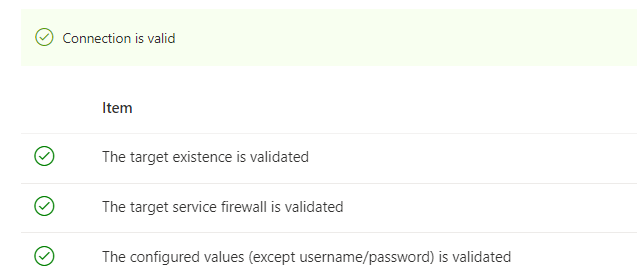 Connection is valid
Item
The target existence is validated
The target service firewall is validated
The configured values (except username/password) is validated